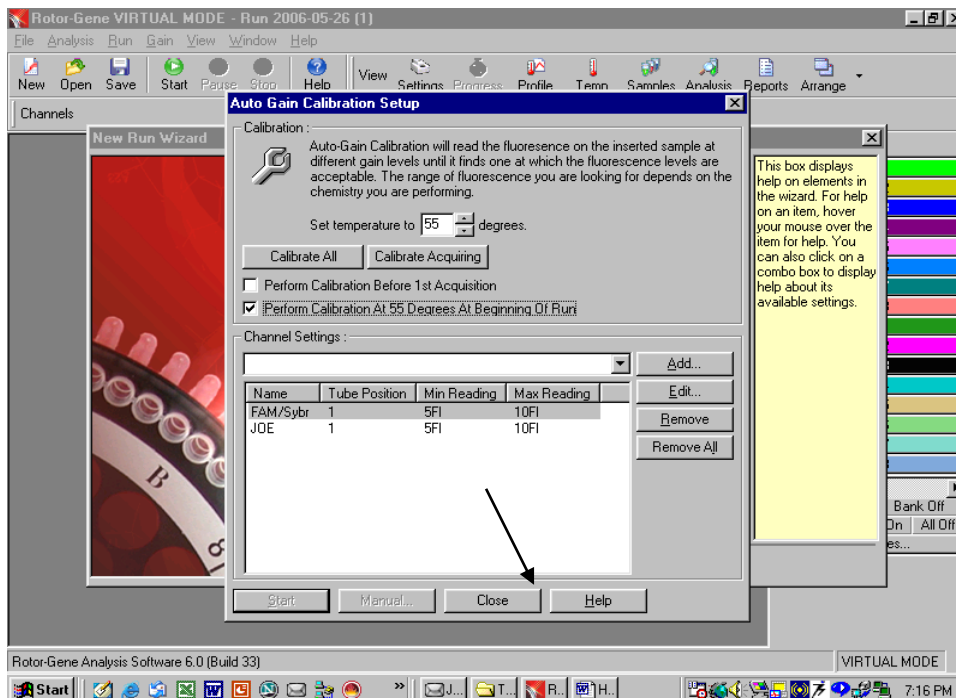 Rotor-Gene VIRTUAL MODE - Run 2006-05-26 (1)
File Analysis Run Gain View Window Help
New Open Save Start Pause Stop Help View Settings Progress Profile Temp Samples Analysis Reports Arrange
Channels
New Run Wizard
Auto Gain Calibration Setup
Calibration :
Auto-Gain Calibration will read the fluoresence on the inserted sample at
different gain levels until it finds one at which the fluorescence levels are
acceptable. The range of fluorescence you are looking for depends on the
chemistry you are performing.
Set temperature to 55 degrees.
Calibrate All Calibrate Acquiring
Perform Calibration Before 1st Acquisition
Perform Calibration At 55 Degrees At Beginning Of Run
Channel Settings :
Add...
Edit...
Remove
Remove All
Name Tube Position Min Reading Max Reading
FAM/Sybr 1 5Fl 10Fl
JOE 1 5Fl 10Fl
Start Manual... Close Help
This box displays
help on elements in
the wizard. For help
on an item, hover
your mouse over the
item for help. You
can also click on a
combo box to display
help about its
available settings.
B
Bank Off
On All Off
es...
Rotor-Gene Analysis Software 6.0 (Build 33) VIRTUAL MODE
Start » J... T... R... H... 7:16 PM